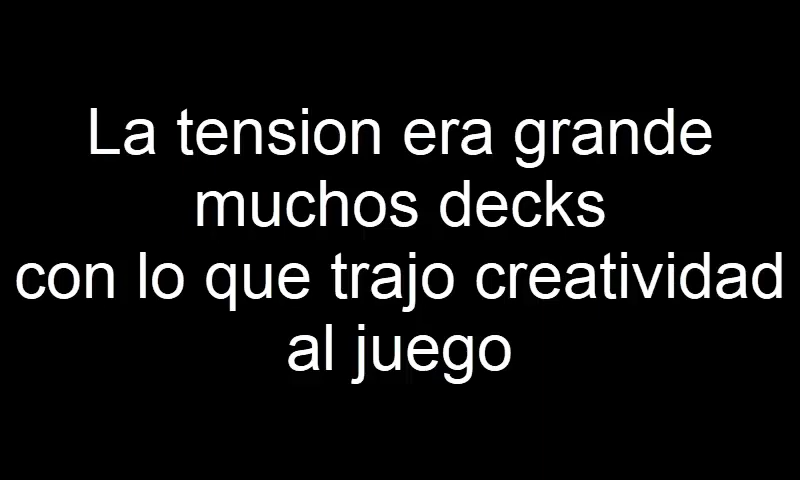 La tension era grande
muchos decks
con lo que trajo creatividad
al juego